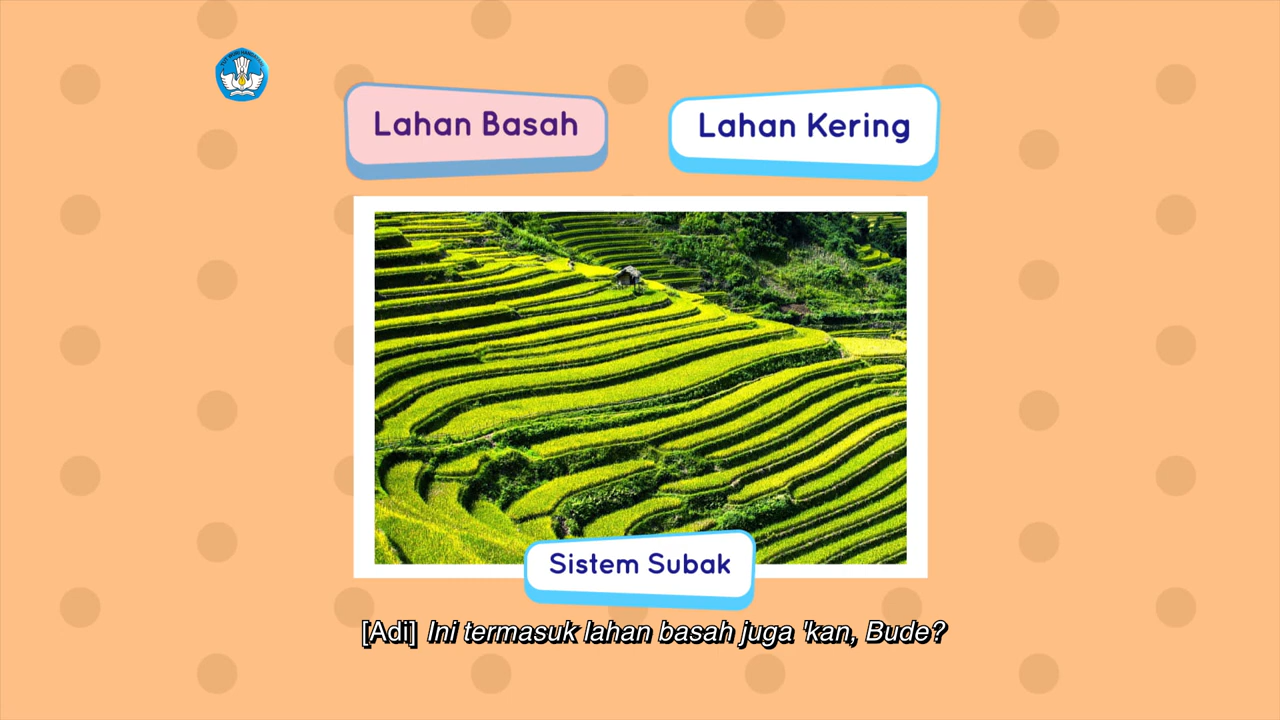 Lahan Basah
Lahan Kering
Sistem Subak
[Adi] Ini termasuk lahan basah juga 'kan, Bude?